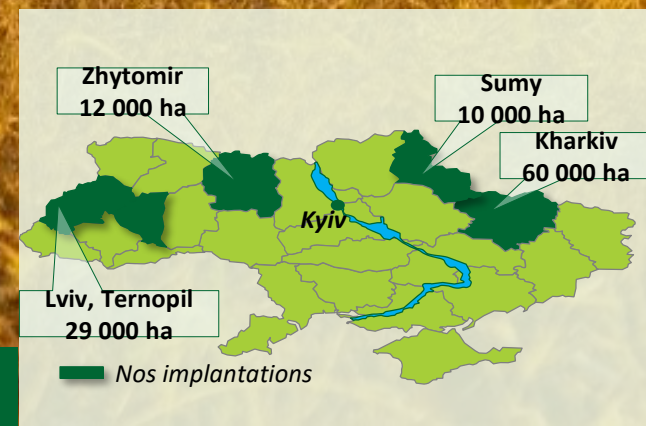 Zhytomir
12 000 ha
Sumy
10 000 ha
Kharkiv
60 000 ha
Kyiv
Lviv, Ternopil
29 000 ha
Nos implantations